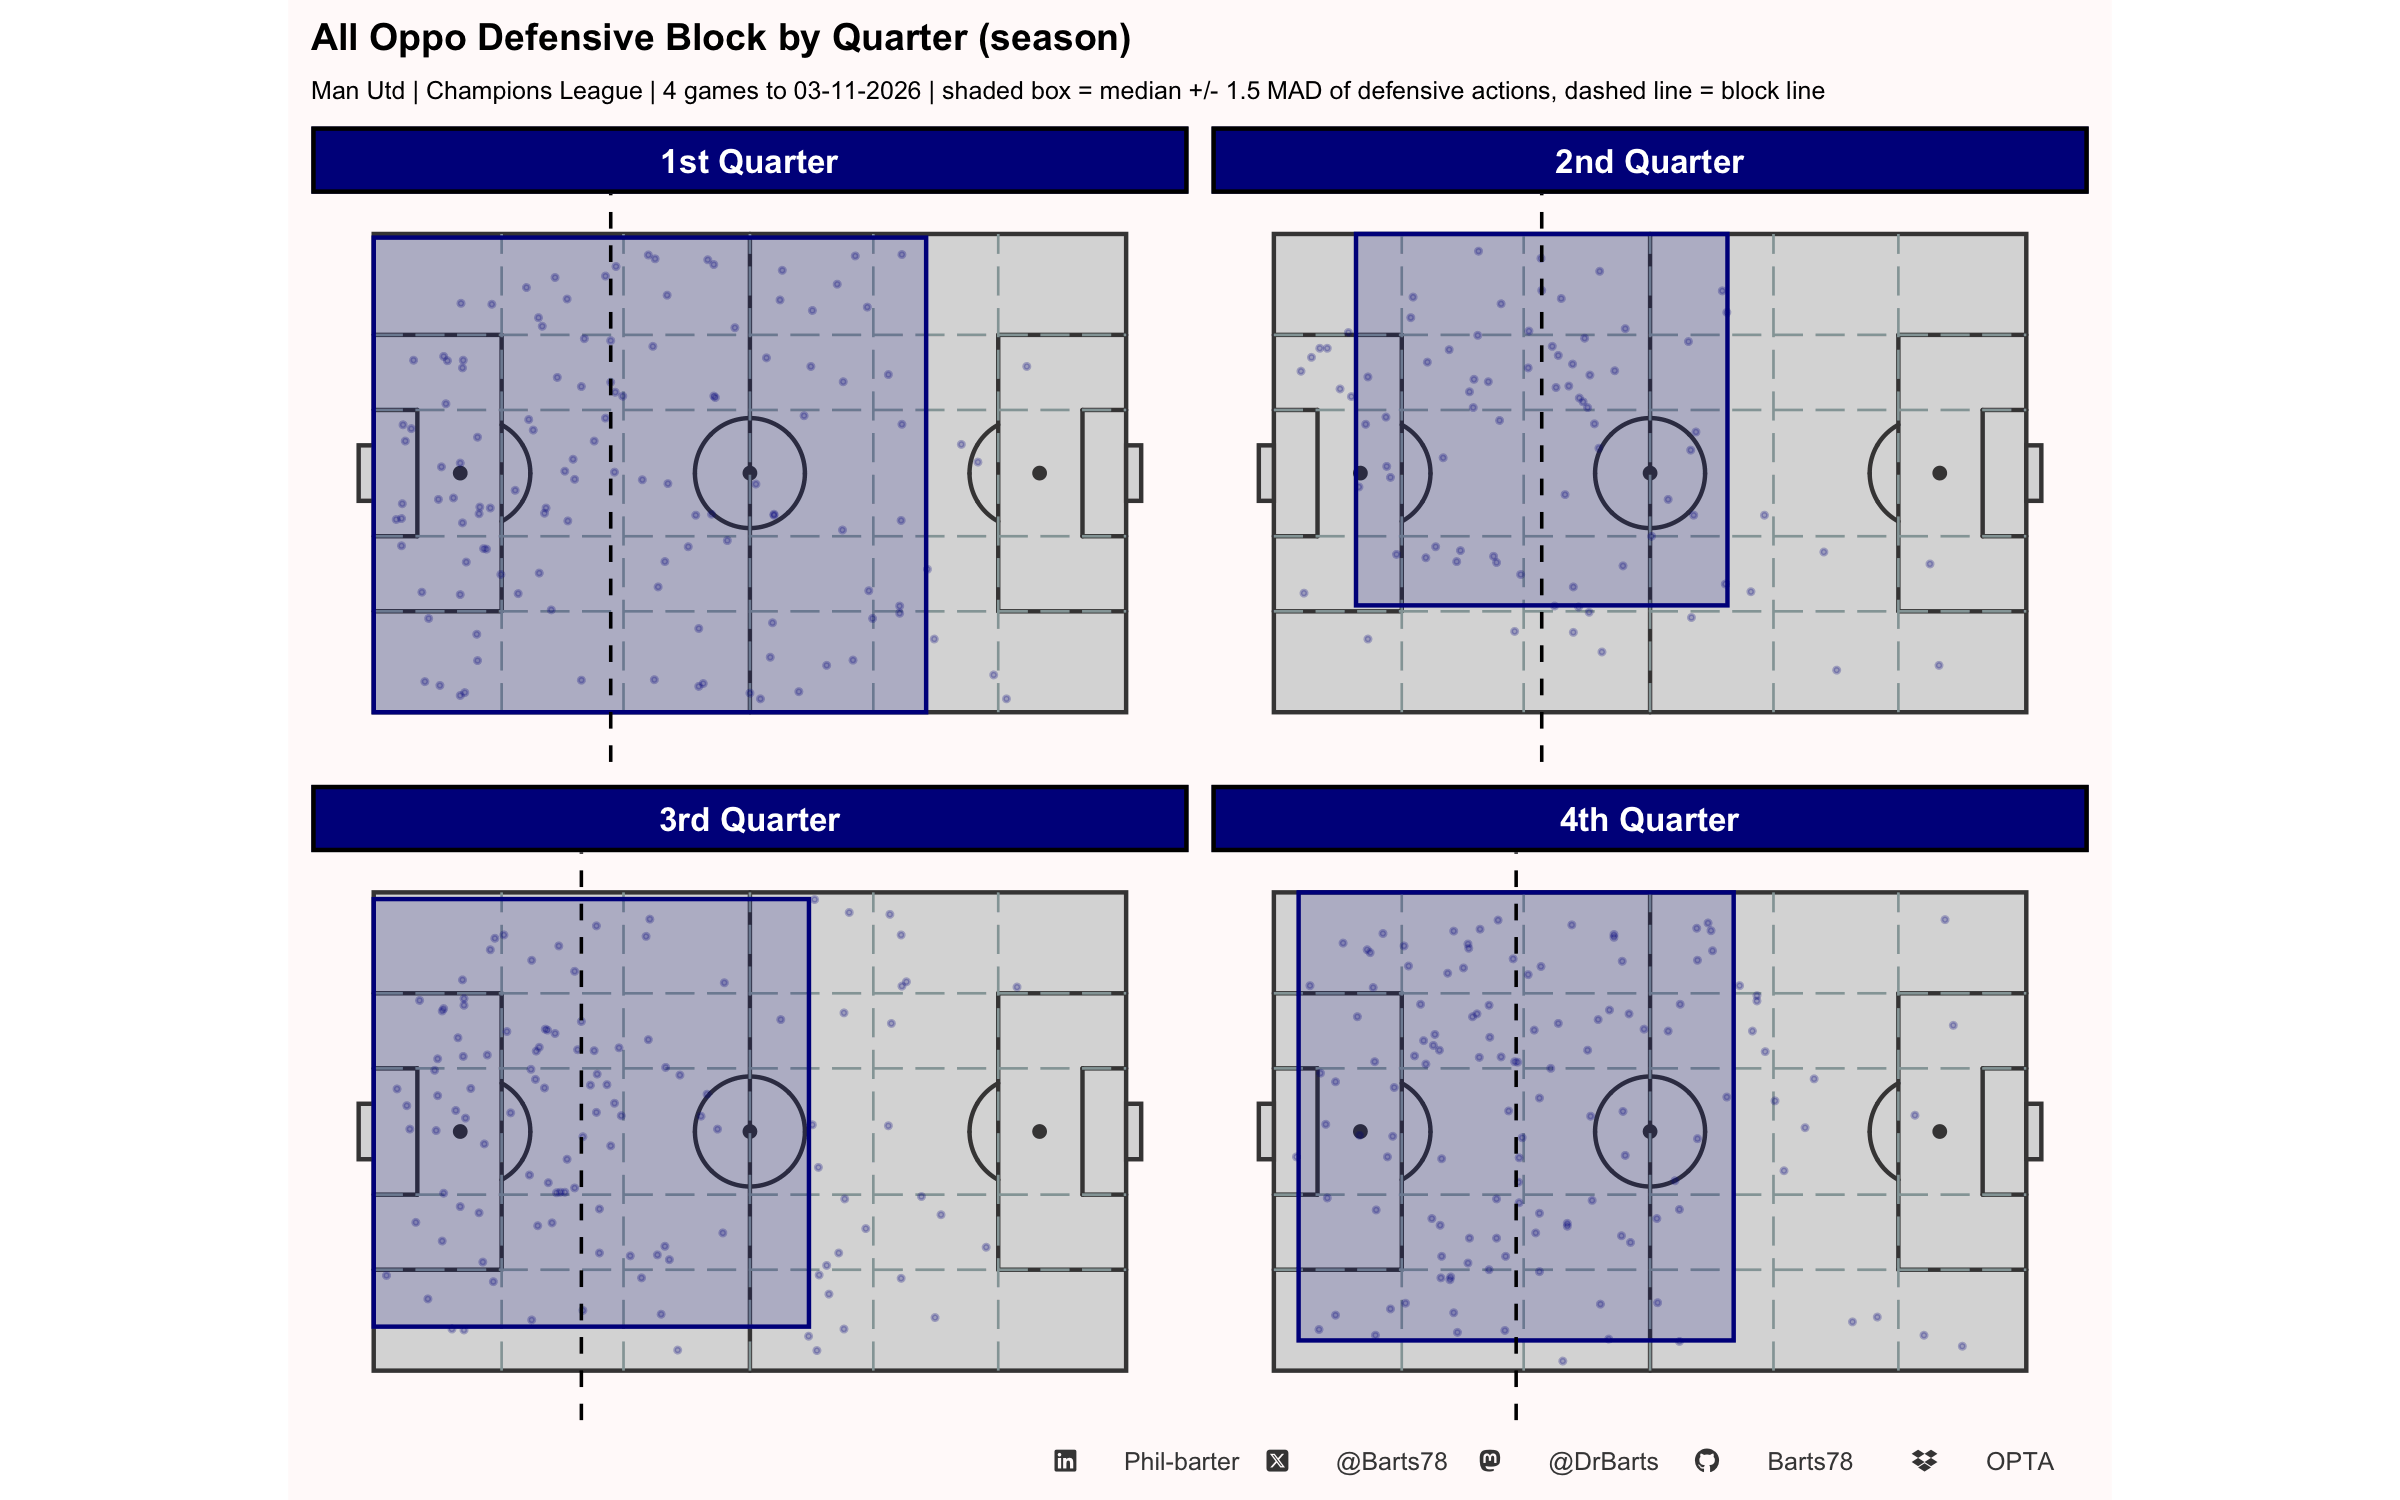 All Oppo Defensive Block by Quarter (season)
Man Utd | Champions League | 4 games to 03-11-2026 | shaded box = median +/- 1.5 MAD of defensive actions, dashed line = block line
1st Quarter
2nd Quarter
3rd Quarter
4th Quarter
Phil-barter @Barts78 @DrBarts Barts78 OPTA